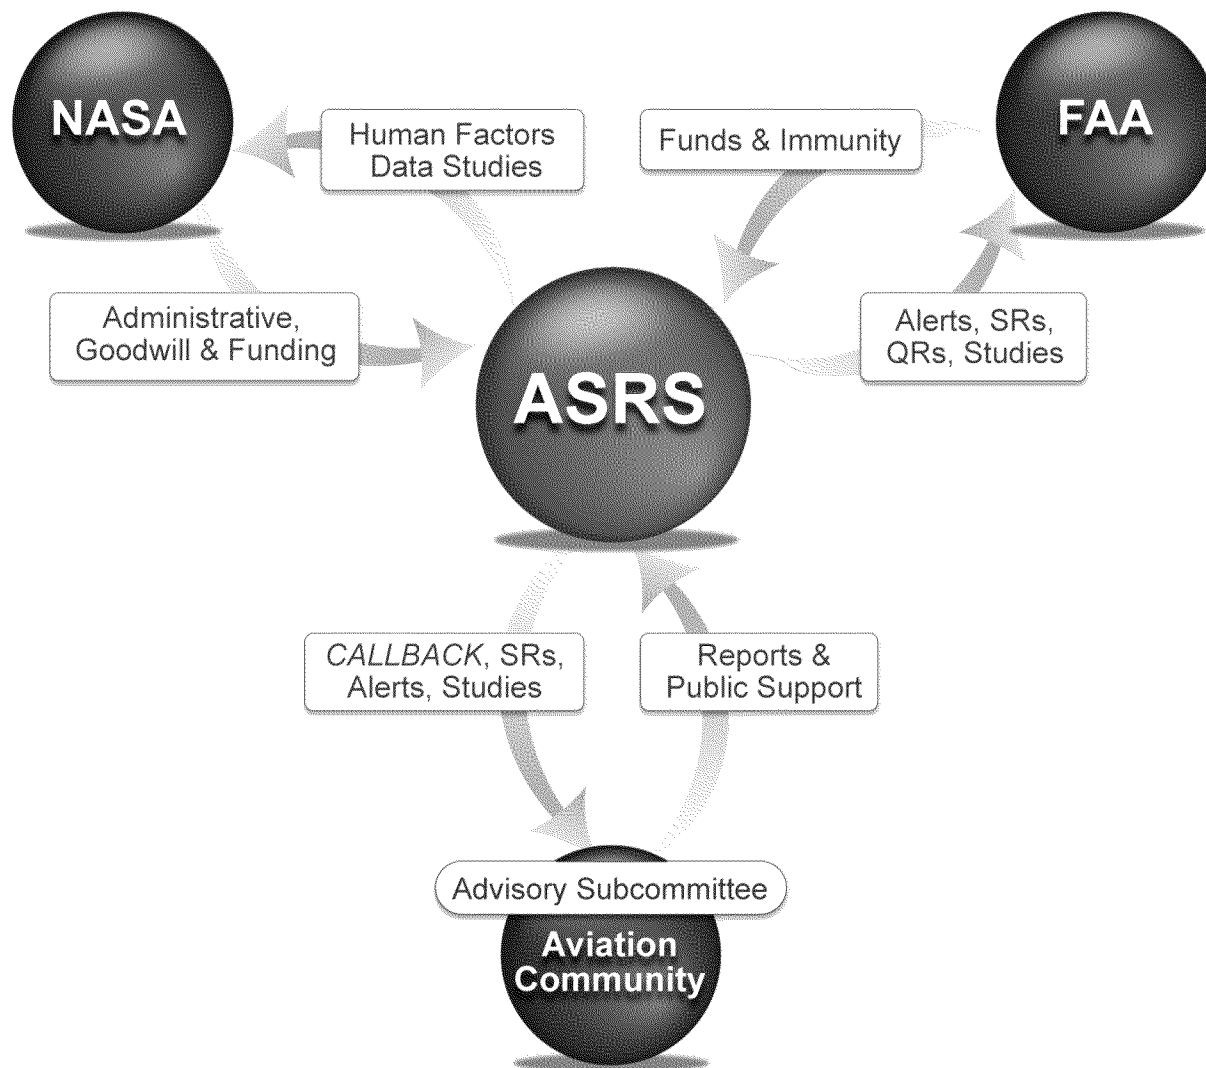 NASA
FAA
Human Factors
Data Studies
Funds & Immunity
Administrative,
Goodwill & Funding
Alerts, SRs,
QRs, Studies
ASRS
CALLBACK, SRs,
Alerts, Studies
Reports &
Public Support
Advisory Subcommittee
Aviation
Community